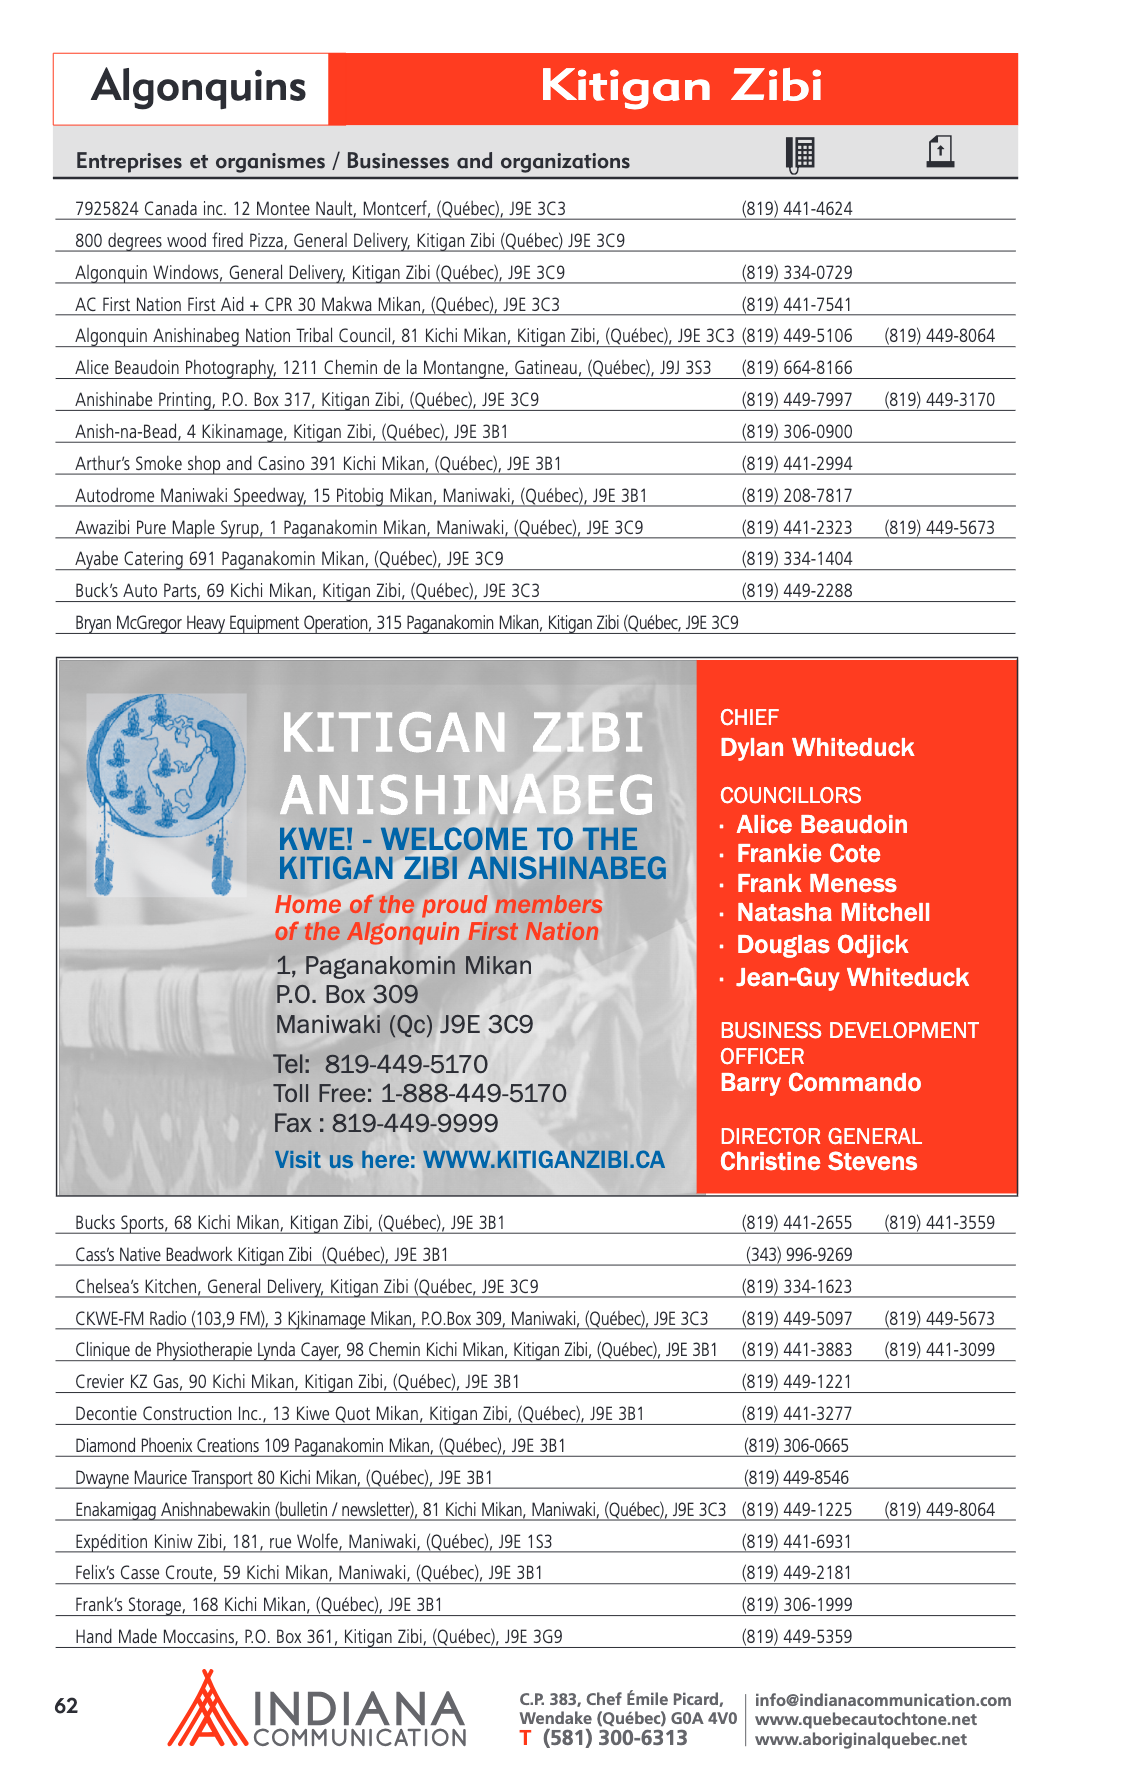 Algonquins
Kitigan Zibi
Entreprises et organismes / Businesses and organizations
7925824 Canada inc. 12 Montee Nault, Montcerf, (Québec), J9E 3C3 (819) 441-4624
800 degrees wood fired Pizza, General Delivery, Kitigan Zibi (Québec) J9E 3C9
Algonquin Windows, General Delivery, Kitigan Zibi (Québec), J9E 3C9 (819) 334-0729
AC First Nation First Aid + CPR 30 Makwa Mikan, (Québec), J9E 3C3 (819) 441-7541
Algonquin Anishinabeg Nation Tribal Council, 81 Kichi Mikan, Kitigan Zibi, (Québec), J9E 3C3 (819) 449-5106 (819) 449-8064
Alice Beaudoin Photography, 1211 Chemin de la Montangne, Gatineau, (Québec), J9J 3S3 (819) 664-8166
Anishinabe Printing, P.O. Box 317, Kitigan Zibi, (Québec), J9E 3C9 (819) 449-7997 (819) 449-3170
Anish-na-Bead, 4 Kikinamage, Kitigan Zibi, (Québec), J9E 3B1 (819) 306-0900
Arthur's Smoke shop and Casino 391 Kichi Mikan, (Québec), J9E 3B1 (819) 441-2994
Autodrome Maniwaki Speedway, 15 Pitobig Mikan, Maniwaki, (Québec), J9E 3B1 (819) 208-7817
Awazibi Pure Maple Syrup, 1 Paganakomin Mikan, Maniwaki, (Québec), J9E 3C9 (819) 441-2323 (819) 449-5673
Ayabe Catering 691 Paganakomin Mikan, (Québec), J9E 3C9 (819) 334-1404
Buck's Auto Parts, 69 Kichi Mikan, Kitigan Zibi, (Québec), J9E 3C3 (819) 449-2288
Bryan McGregor Heavy Equipment Operation, 315 Paganakomin Mikan, Kitigan Zibi (Québec, J9E 3C9
KITIGAN ZIBI
ANISHINABEG
KWE! - WELCOME TO THE
KITIGAN ZIBI ANISHINABEG
Home of the proud members
of the Algonquin First Nation
1, Paganakomin Mikan
P.O. Box 309
Maniwaki (Qc) J9E 3C9
Tel: 819-449-5170
Toll Free: 1-888-449-5170
Fax : 819-449-9999
Visit us here: WWW.KITIGANZIBI.CA
CHIEF
Dylan Whiteduck
COUNCILLORS
· Alice Beaudoin
· Frankie Cote
· Frank Meness
· Natasha Mitchell
· Douglas Odjick
· Jean-Guy Whiteduck
BUSINESS DEVELOPMENT
OFFICER
Barry Commando
DIRECTOR GENERAL
Christine Stevens
Bucks Sports, 68 Kichi Mikan, Kitigan Zibi, (Québec), J9E 3B1 (819) 441-2655 (819) 441-3559
Cass's Native Beadwork Kitigan Zibi (Québec), J9E 3B1 (343) 996-9269
Chelsea's Kitchen, General Delivery, Kitigan Zibi (Québec, J9E 3C9 (819) 334-1623
CKWE-FM Radio (103,9 FM), 3 Kjkinamage Mikan, P.O.Box 309, Maniwaki, (Québec), J9E 3C3 (819) 449-5097 (819) 449-5673
Clinique de Physiotherapie Lynda Cayer, 98 Chemin Kichi Mikan, Kitigan Zibi, (Québec), J9E 3B1 (819) 441-3883 (819) 441-3099
Crevier KZ Gas, 90 Kichi Mikan, Kitigan Zibi, (Québec), J9E 3B1 (819) 449-1221
Decontie Construction Inc., 13 Kiwe Quot Mikan, Kitigan Zibi, (Québec), J9E 3B1 (819) 441-3277
Diamond Phoenix Creations 109 Paganakomin Mikan, (Québec), J9E 3B1 (819) 306-0665
Dwayne Maurice Transport 80 Kichi Mikan, (Québec), J9E 3B1 (819) 449-8546
Enakamigag Anishnabewakin (bulletin / newsletter), 81 Kichi Mikan, Maniwaki, (Québec), J9E 3C3 (819) 449-1225 (819) 449-8064
Expédition Kiniw Zibi, 181, rue Wolfe, Maniwaki, (Québec), J9E 1S3 (819) 441-6931
Felix's Casse Croute, 59 Kichi Mikan, Maniwaki, (Québec), J9E 3B1 (819) 449-2181
Frank's Storage, 168 Kichi Mikan, (Québec), J9E 3B1 (819) 306-1999
Hand Made Moccasins, P.O. Box 361, Kitigan Zibi, (Québec), J9E 3G9 (819) 449-5359
62
INDIANA
COMMUNICATION
C.P. 383, Chef Émile Picard,
Wendake (Québec) G0A 4V0
T (581) 300-6313
info@indianacommunication.com
www.quebecautochtone.net
www.aboriginalquebec.net